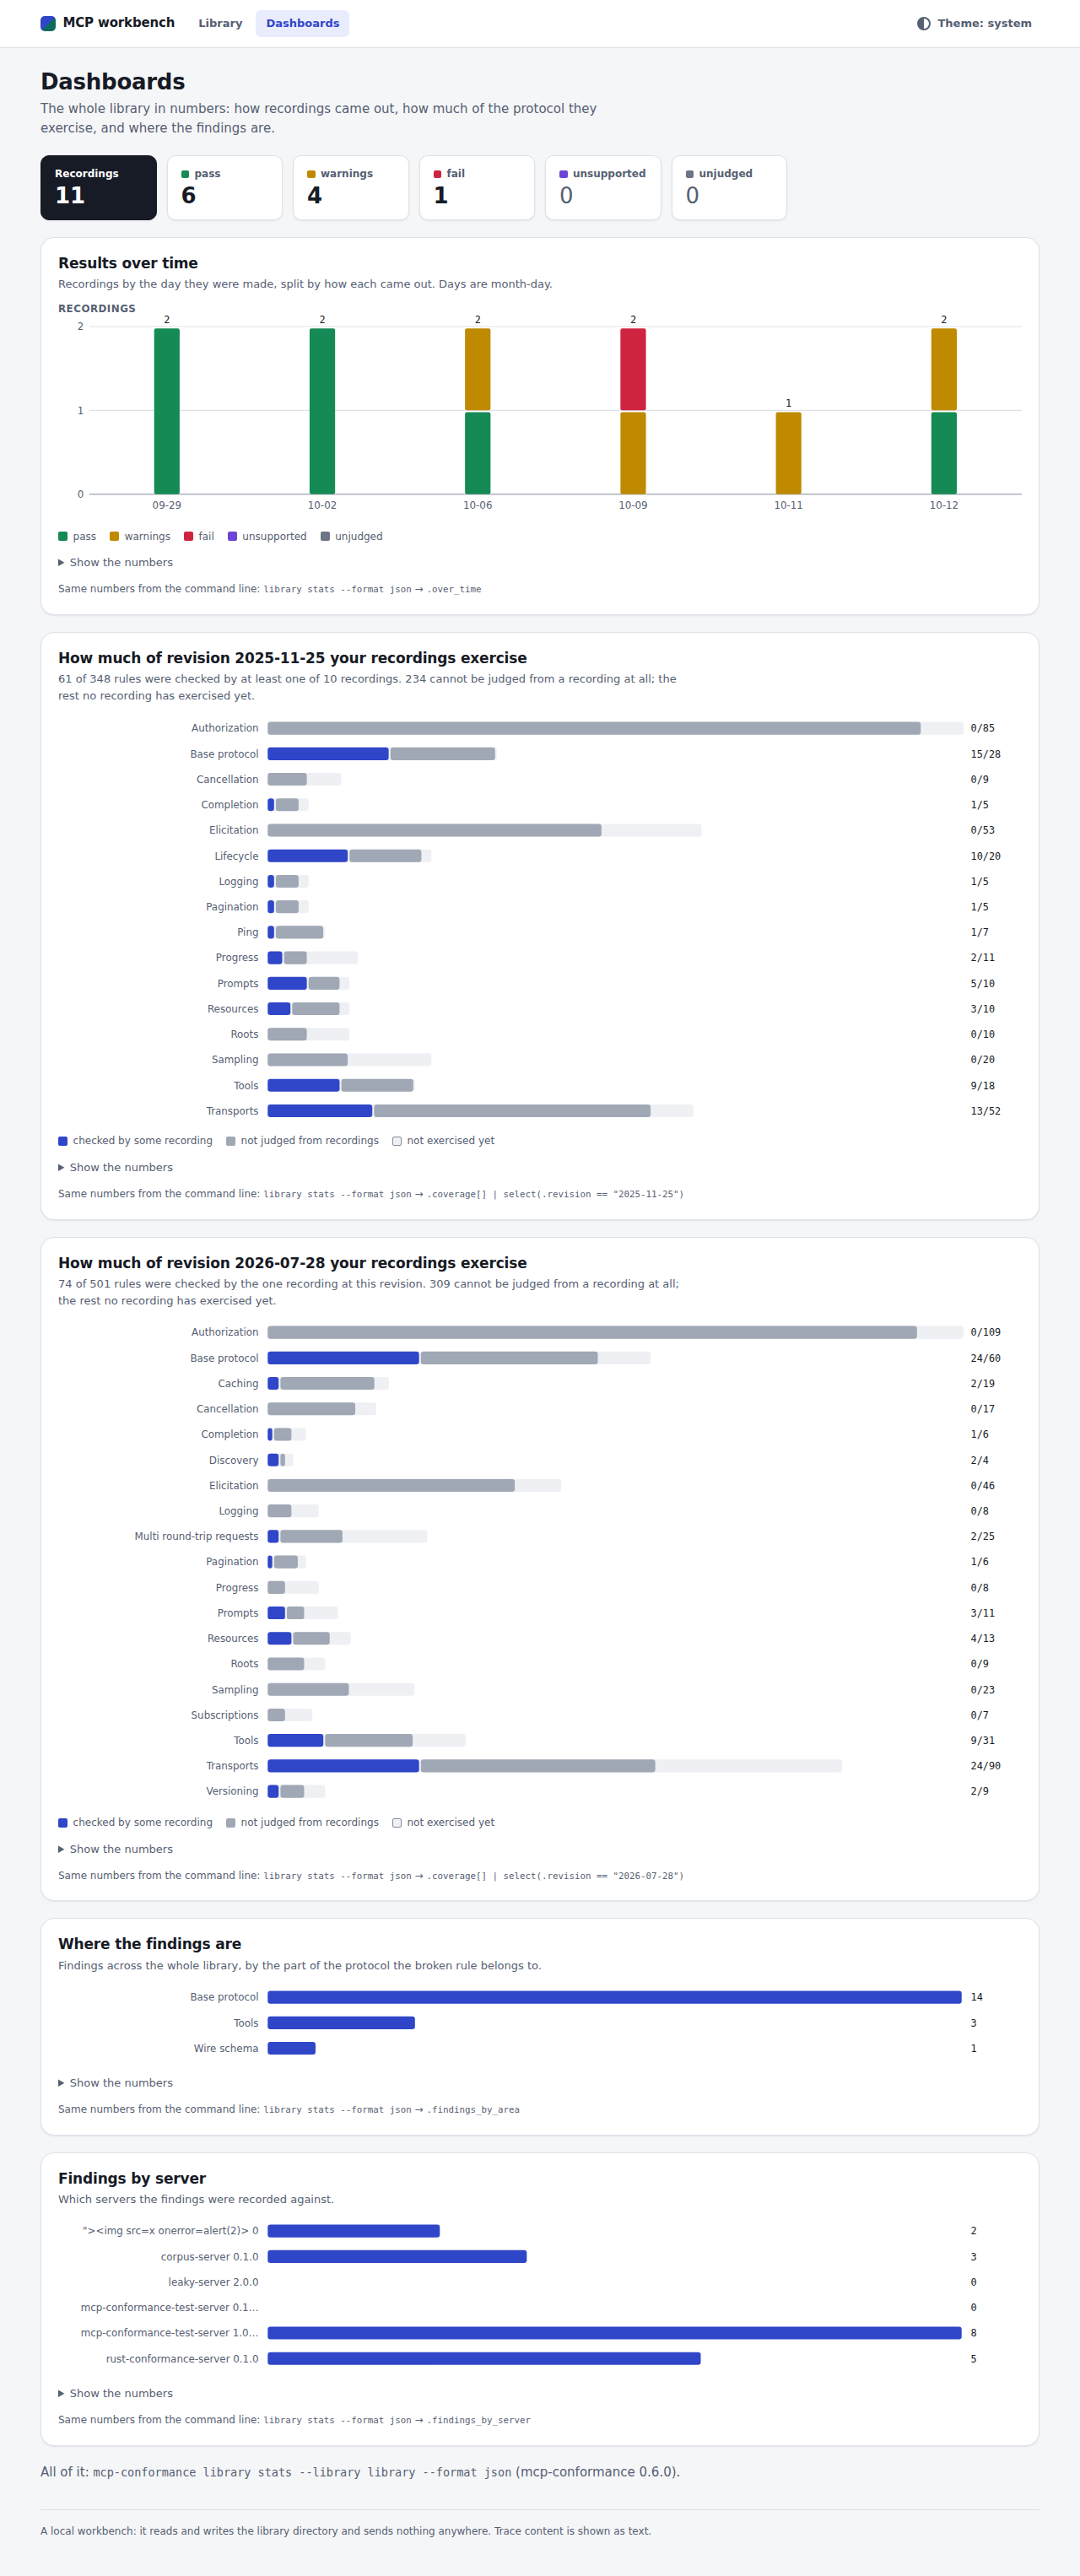 MCP workbench Library Dashboards Theme: system
Dashboards
The whole library in numbers: how recordings came out, how much of the protocol they
exercise, and where the findings are.
Recordings pass warnings fail unsupported unjudged
11 6 4 1 0 0
Results over time
Recordings by the day they were made, split by how each came out. Days are month-day.
RECORDINGS
2 2 2 2 2
2
1
1
0
09-29 10-02 10-06 10-09 10-11 10-12
pass warnings fail unsupported unjudged
▶ Show the numbers
Same numbers from the command line: library stats --format json → .over_time
How much of revision 2025-11-25 your recordings exercise
61 of 348 rules were checked by at least one of 10 recordings. 234 cannot be judged from a recording at all; the
rest no recording has exercised yet.
Authorization 0/85
Base protocol 15/28
Cancellation 0/9
Completion 1/5
Elicitation 0/53
Lifecycle 10/20
Logging 1/5
Pagination 1/5
Ping 1/7
Progress 2/11
Prompts 5/10
Resources 3/10
Roots 0/10
Sampling 0/20
Tools 9/18
Transports 13/52
checked by some recording not judged from recordings not exercised yet
▶ Show the numbers
Same numbers from the command line: library stats --format json → .coverage[] | select(.revision == "2025-11-25")
How much of revision 2026-07-28 your recordings exercise
74 of 501 rules were checked by the one recording at this revision. 309 cannot be judged from a recording at all;
the rest no recording has exercised yet.
Authorization 0/109
Base protocol 24/60
Caching 2/19
Cancellation 0/17
Completion 1/6
Discovery 2/4
Elicitation 0/46
Logging 0/8
Multi round-trip requests 2/25
Pagination 1/6
Progress 0/8
Prompts 3/11
Resources 4/13
Roots 0/9
Sampling 0/23
Subscriptions 0/7
Tools 9/31
Transports 24/90
Versioning 2/9
checked by some recording not judged from recordings not exercised yet
▶ Show the numbers
Same numbers from the command line: library stats --format json → .coverage[] | select(.revision == "2026-07-28")
Where the findings are
Findings across the whole library, by the part of the protocol the broken rule belongs to.
Base protocol 14
Tools 3
Wire schema 1
▶ Show the numbers
Same numbers from the command line: library stats --format json → .findings_by_area
Findings by server
Which servers the findings were recorded against.
"><img src=x onerror=alert(2)> 0 2
corpus-server 0.1.0 3
leaky-server 2.0.0 0
mcp-conformance-test-server 0.1... 0
mcp-conformance-test-server 1.0... 8
rust-conformance-server 0.1.0 5
▶ Show the numbers
Same numbers from the command line: library stats --format json → .findings_by_server
All of it: mcp-conformance library stats --library library --format json (mcp-conformance 0.6.0).
A local workbench: it reads and writes the library directory and sends nothing anywhere. Trace content is shown as text.